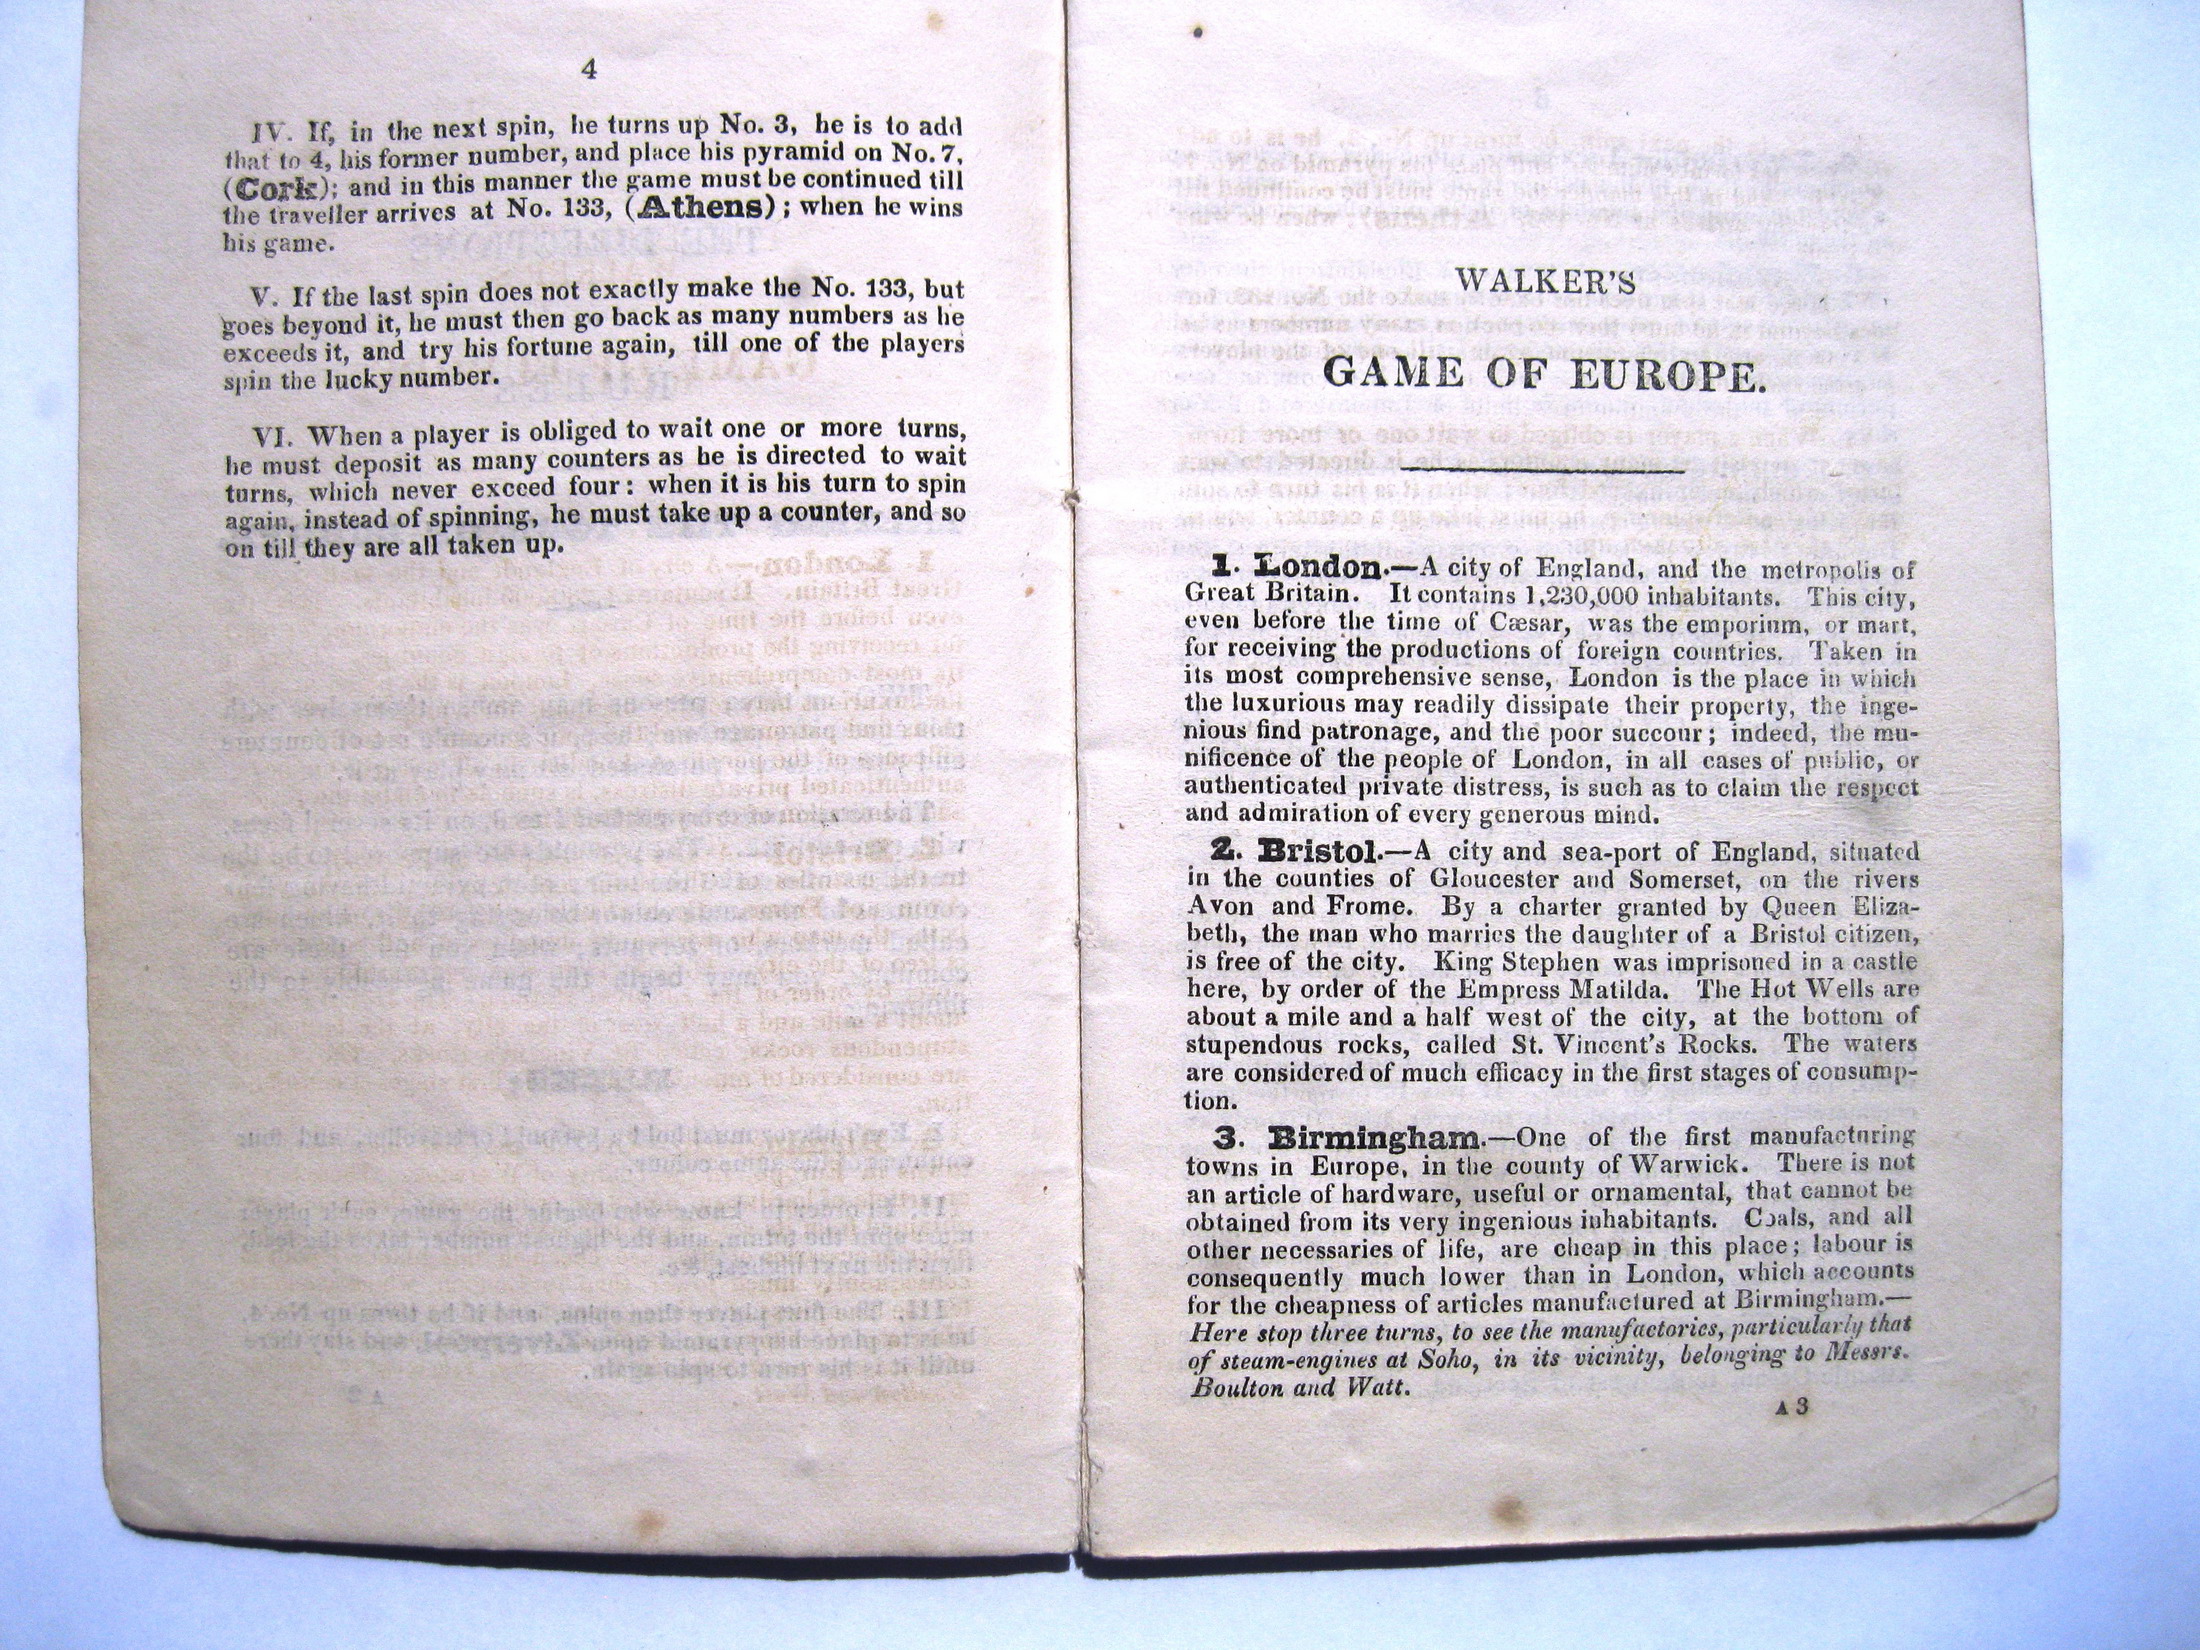 4
IV. If, in the next spin, he turns up No. 3, he is to add
that to 4, his former number, and place his pyramid on No. 7,
(Cork); and in this manner the game must be continued till
the traveller arrives at No. 133, (Athens); when he wins
his game.
V. If the last spin does not exactly make the No. 133, but
goes beyond it, he must then go back as many numbers as he
exceeds it, and try his fortune again, till one of the players
spin the lucky number.
VI. When a player is obliged to wait one or more turns,
he must deposit as many counters as he is directed to wait
turns, which never exceed four: when it is his turn to spin
again, instead of spinning, he must take up a counter, and so
on till they are all taken up.
WALKER'S
GAME OF EUROPE.
1. London.—A city of England, and the metropolis of
Great Britain. It contains 1,230,000 inhabitants. This city,
even before the time of Cæsar, was the emporium, or mart,
for receiving the productions of foreign countries. Taken in
its most comprehensive sense, London is the place in which
the luxurious may readily dissipate their property, the inge-
nious find patronage, and the poor succour; indeed, the mu-
nificence of the people of London, in all cases of public, or
authenticated private distress, is such as to claim the respect
and admiration of every generous mind.
2. Bristol.—A city and sea-port of England, situated
in the counties of Gloucester and Somerset, on the rivers
Avon and Frome. By a charter granted by Queen Eliza-
beth, the man who marries the daughter of a Bristol citizen,
is free of the city. King Stephen was imprisoned in a castle
here, by order of the Empress Matilda. The Hot Wells are
about a mile and a half west of the city, at the bottom of
stupendous rocks, called St. Vincent's Rocks. The waters
are considered of much efficacy in the first stages of consump-
tion.
3. Birmingham.—One of the first manufacturing
towns in Europe, in the county of Warwick. There is not
an article of hardware, useful or ornamental, that cannot be
obtained from its very ingenious inhabitants. Coals, and all
other necessaries of life, are cheap in this place; labour is
consequently much lower than in London, which accounts
for the cheapness of articles manufactured at Birmingham.—
Here stop three turns, to see the manufactories, particularly that
of steam-engines at Soho, in its vicinity, belonging to Messrs.
Boulton and Watt.
A 3